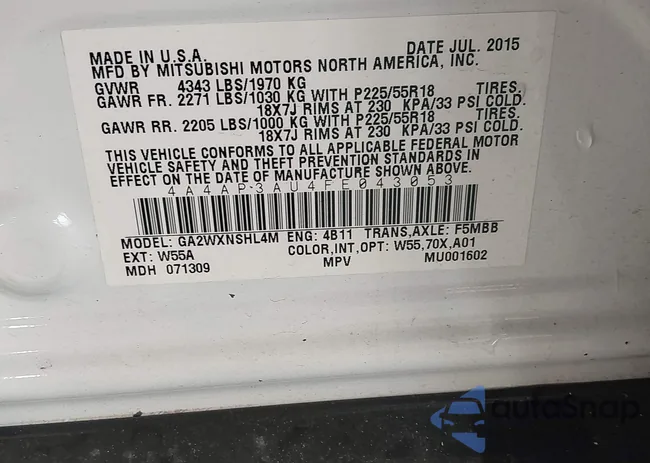 MADE IN U.S.A. DATE JUL. 2015
MFD BY MITSUBISHI MOTORS NORTH AMERICA, INC.
GVWR 4343 LBS/1970 KG
GAWR FR. 2271 LBS/1030 KG WITH P225/55R18 TIRES,
18X7J RIMS AT 230 KPA/33 PSI COLD.
GAWR RR. 2205 LBS/1000 KG WITH P225/55R18 TIRES,
18X7J RIMS AT 230 KPA/33 PSI COLD.
THIS VEHICLE CONFORMS TO ALL APPLICABLE FEDERAL MOTOR
VEHICLE SAFETY AND THEFT PREVENTION STANDARDS IN
EFFECT ON THE DATE OF MANUFACTURE SHOWN ABOVE.
4A4AP3AU4FE043053
MODEL: GA2WXNSHL4M ENG: 4B11 TRANS,AXLE: F5MBB
EXT: W55A COLOR,INT,OPT: W55,70X,A01
MDH 071309 MPV MU001602
autoSnap